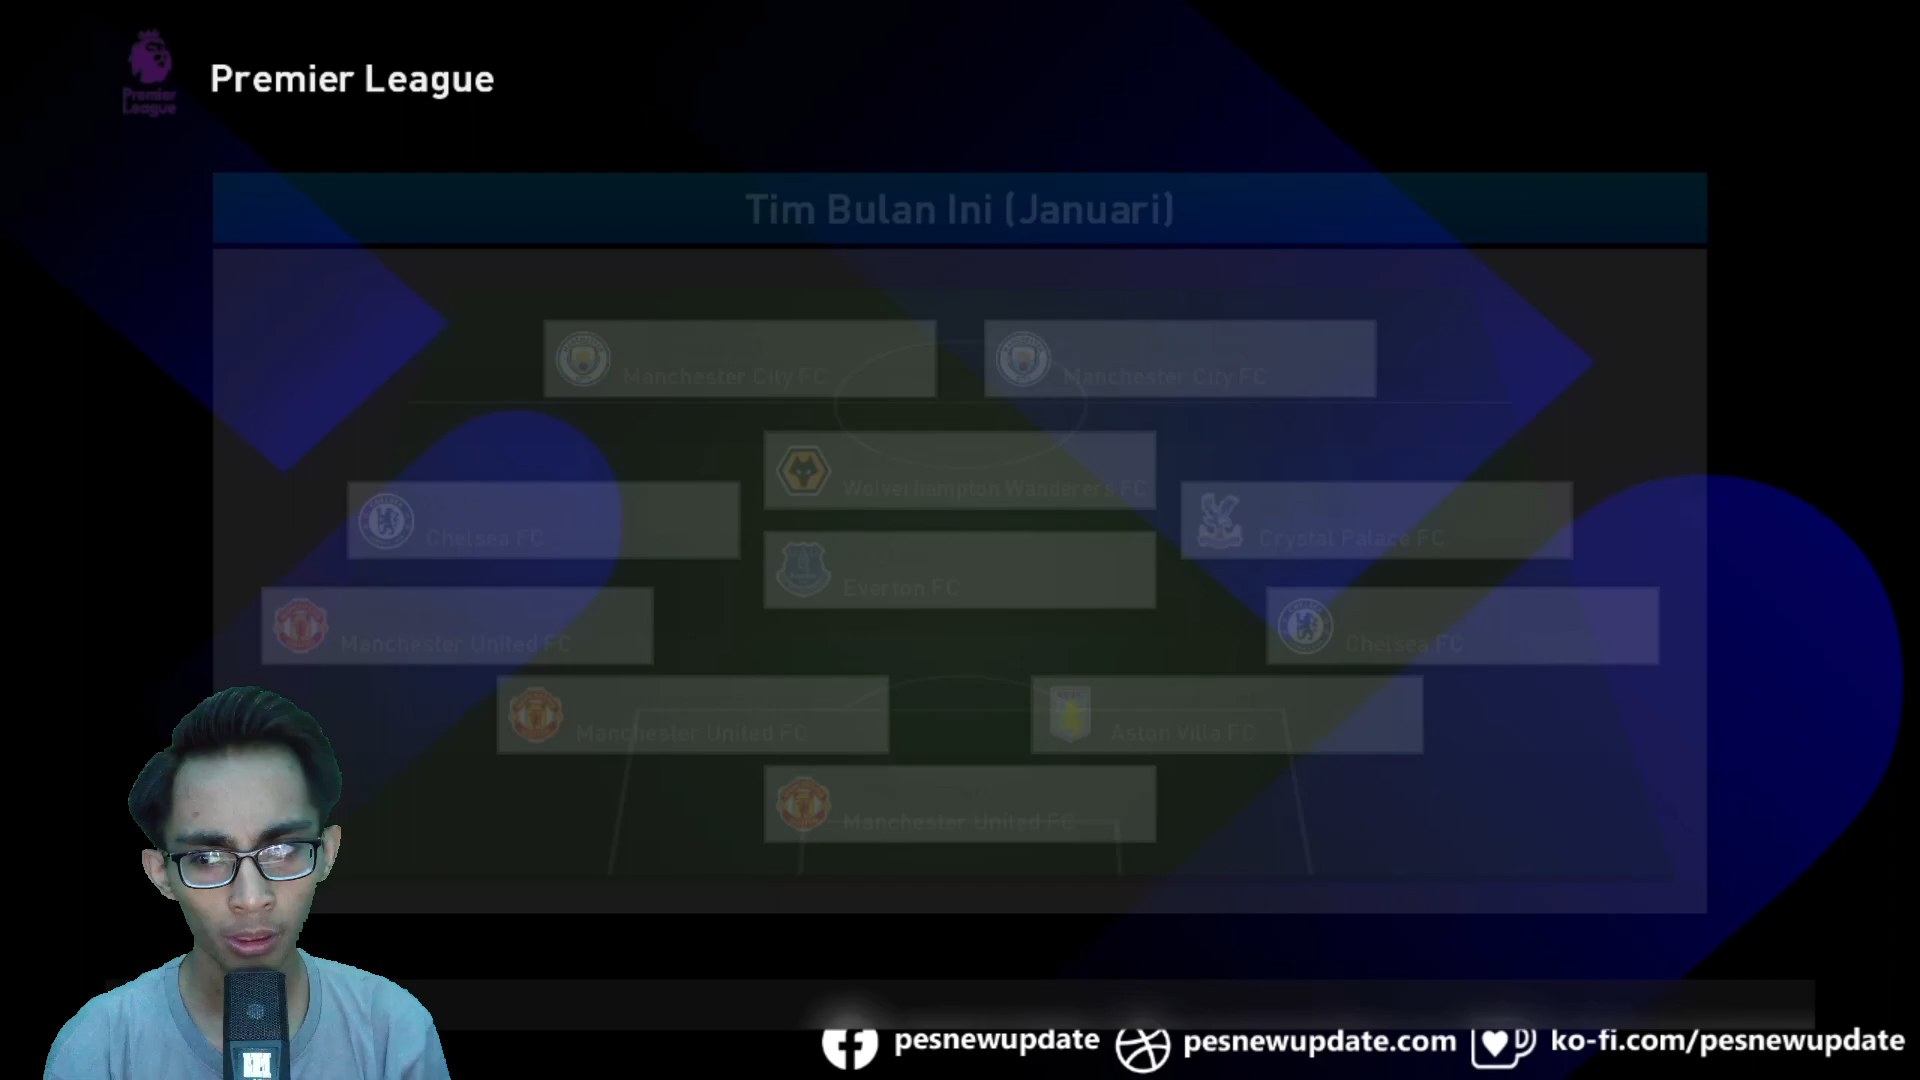 Premier League
Premier
League
Tim Bulan Ini (Januari)
Manchester City FC
Manchester City FC
Wolverhampton Wanderers FC
Chelsea FC
Crystal Palace FC
Everton FC
Manchester United FC
Chelsea FC
Manchester United FC
Aston Villa FC
Manchester United FC
pesnewupdate
pesnewupdate.com
ko-fi.com/pesnewupdate